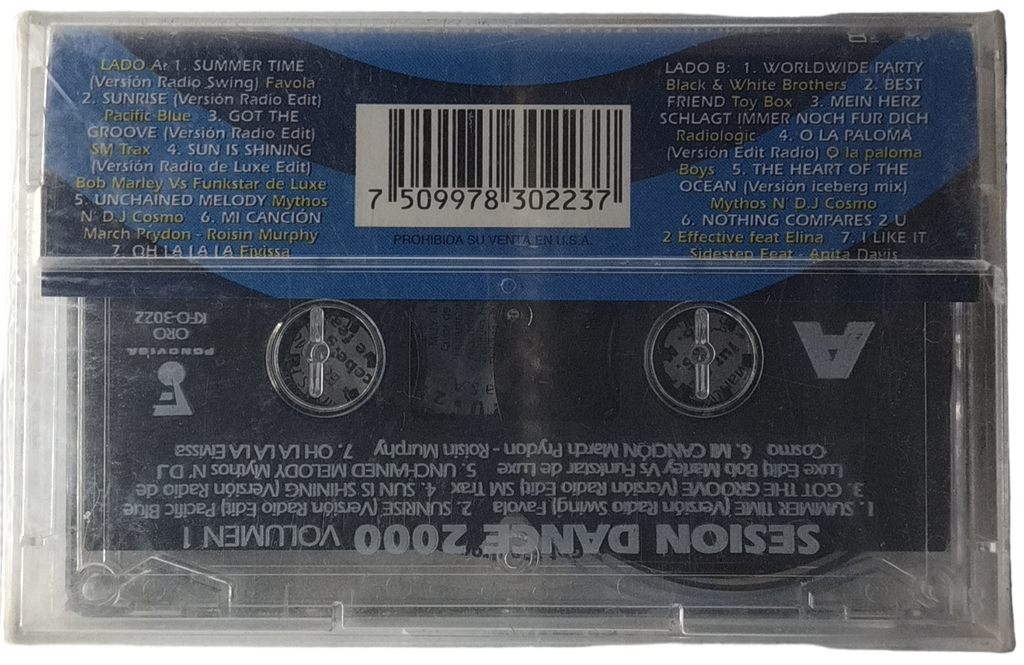 LADO A: 1. SUMMER TIME
(Versión Radio Swing) Favola
2. SUNRISE (Versión Radio Edit)
Pacific Blue 3. GOT THE
GROOVE (Versión Radio Edit)
SM Trax 4. SUN IS SHINING
(Versión Radio de Luxe Edit)
Bob Marley Vs Funkstar de Luxe
5. UNCHAINED MELODY Mythos
N' D.J Cosmo 6. MI CANCIÓN
March Prydon - Roisin Murphy
7. OH LA LA LA Eivissa
7 509978 302237
PROHIBIDA SU VENTA EN U.S.A.
LADO B: 1. WORLDWIDE PARTY
Black & White Brothers 2. BEST
FRIEND Toy Box 3. MEIN HERZ
SCHLAGT IMMER NOCH FUR DICH
Radiologic 4. O LA PALOMA
(Versión Edit Radio) O la paloma
Boys 5. THE HEART OF THE
OCEAN (Versión iceberg mix)
Mythos N' D.J Cosmo
6. NOTHING COMPARES 2 U
2 Effective feat Elina 7. I LIKE IT
Sidestep Feat - Anita Davis
SESION DANCE 2000 VOLUMEN 1
1. SUMMER TIME (Versión Radio Swing) Favola 2. SUNRISE (Versión Radio Edit) Pacific Blue
3. GOT THE GROOVE (Versión Radio Edit) SM Trax 4. SUN IS SHINING (Versión Radio de
Luxe Edit) Bob Marley Vs Funkstar de Luxe 5. UNCHAINED MELODY Mythos N' D.J
Cosmo 6. MI CANCIÓN March Prydon - Roisin Murphy 7. OH LA LA LA Eivissa
A
FONOVISA
ORO
KFO-3022